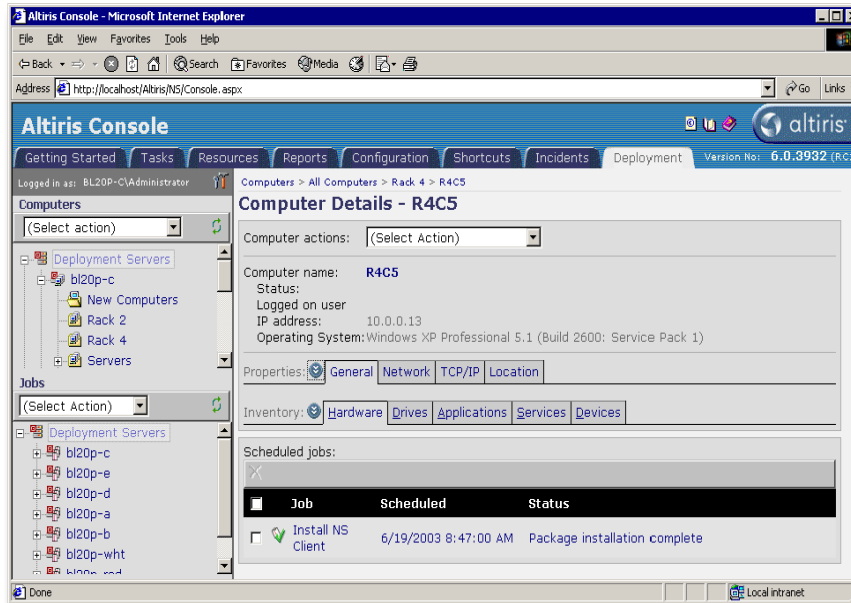 Altiris Console - Microsoft Internet Explorer
File Edit View Favorites Tools Help
Back Search Favorites Media
Address http://localhost/Altiris/NS/Console.aspx Go Links
Altiris Console altiris
Getting Started Tasks Resources Reports Configuration Shortcuts Incidents Deployment Version No: 6.0.3932 (RC
Logged in as: BL20P-C\Administrator
Computers
(Select action)
Deployment Servers
bl20p-c
New Computers
Rack 2
Rack 4
Servers
Jobs
(Select Action)
Deployment Servers
bl20p-c
bl20p-e
bl20p-d
bl20p-a
bl20p-b
bl20p-wht
Computers > All Computers > Rack 4 > R4C5
Computer Details - R4C5
Computer actions: (Select Action)
Computer name: R4C5
Status:
Logged on user
IP address: 10.0.0.13
Operating System: Windows XP Professional 5.1 (Build 2600: Service Pack 1)
Properties: General Network TCP/IP Location
Inventory: Hardware Drives Applications Services Devices
Scheduled jobs:
Job Scheduled Status
Install NS Client 6/19/2003 8:47:00 AM Package installation complete
Done Local intranet